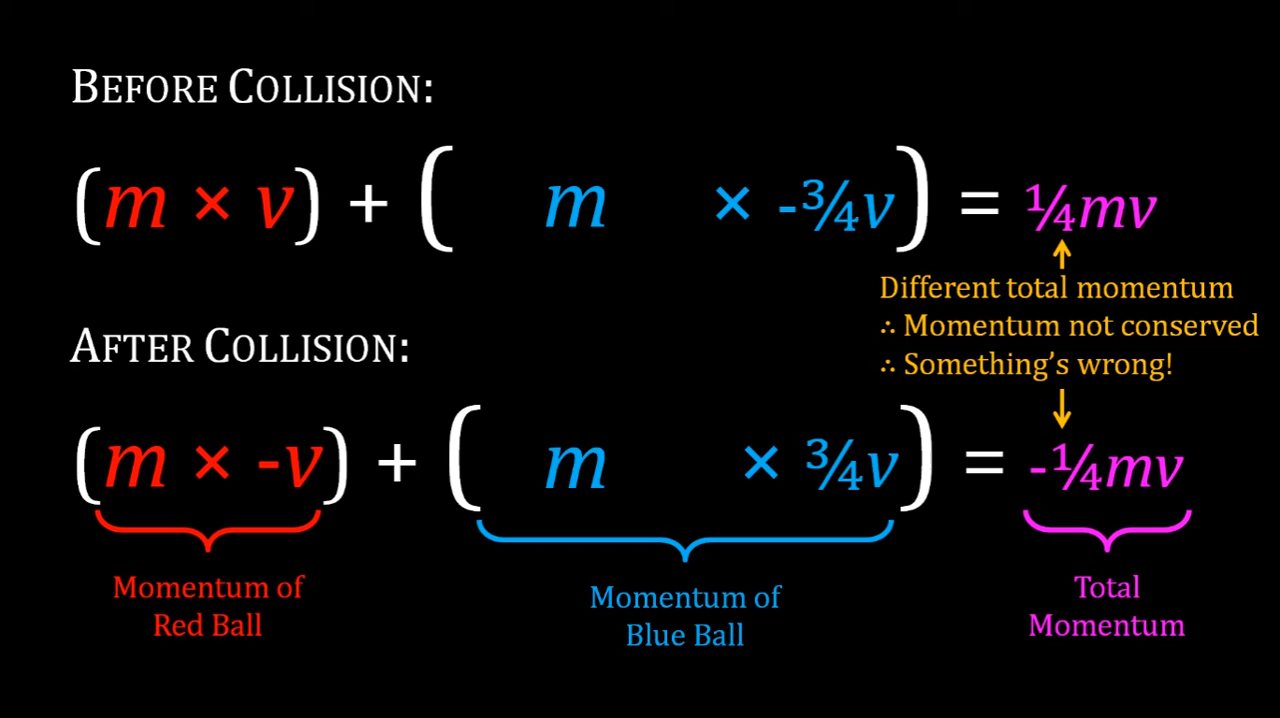 BEFORE COLLISION:
(m × v) + ( m × -¾v) = ¼mv
Different total momentum
∴ Momentum not conserved
∴ Something's wrong!
AFTER COLLISION:
(m × -v) + ( m × ¾v) = -¼mv
Momentum of
Red Ball
Momentum of
Blue Ball
Total
Momentum